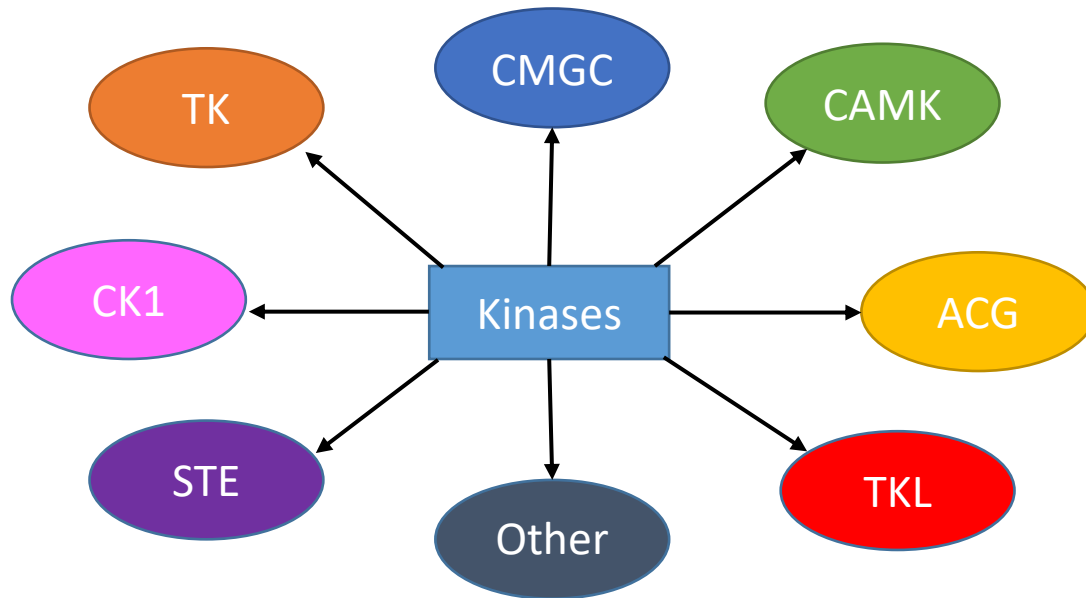 CMGC
TK
CAMK
CK1
Kinases
ACG
STE
TKL
Other